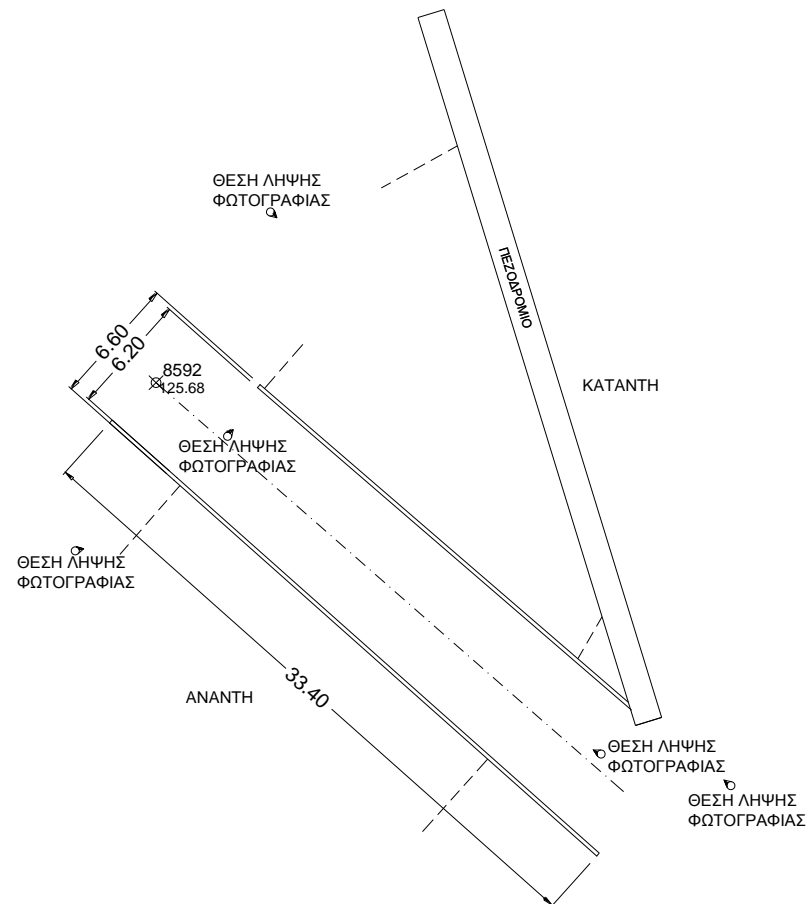 ΘΕΣΗ ΛΗΨΗΣ
ΦΩΤΟΓΡΑΦΙΑΣ
ΠΕΖΟΔΡΟΜΙΟ
6.60
6.20
8592
125.68
ΚΑΤΑΝΤΗ
ΘΕΣΗ ΛΗΨΗΣ
ΦΩΤΟΓΡΑΦΙΑΣ
ΘΕΣΗ ΛΗΨΗΣ
ΦΩΤΟΓΡΑΦΙΑΣ
33.40
ΑΝΑΝΤΗ
ΘΕΣΗ ΛΗΨΗΣ
ΦΩΤΟΓΡΑΦΙΑΣ
ΘΕΣΗ ΛΗΨΗΣ
ΦΩΤΟΓΡΑΦΙΑΣ